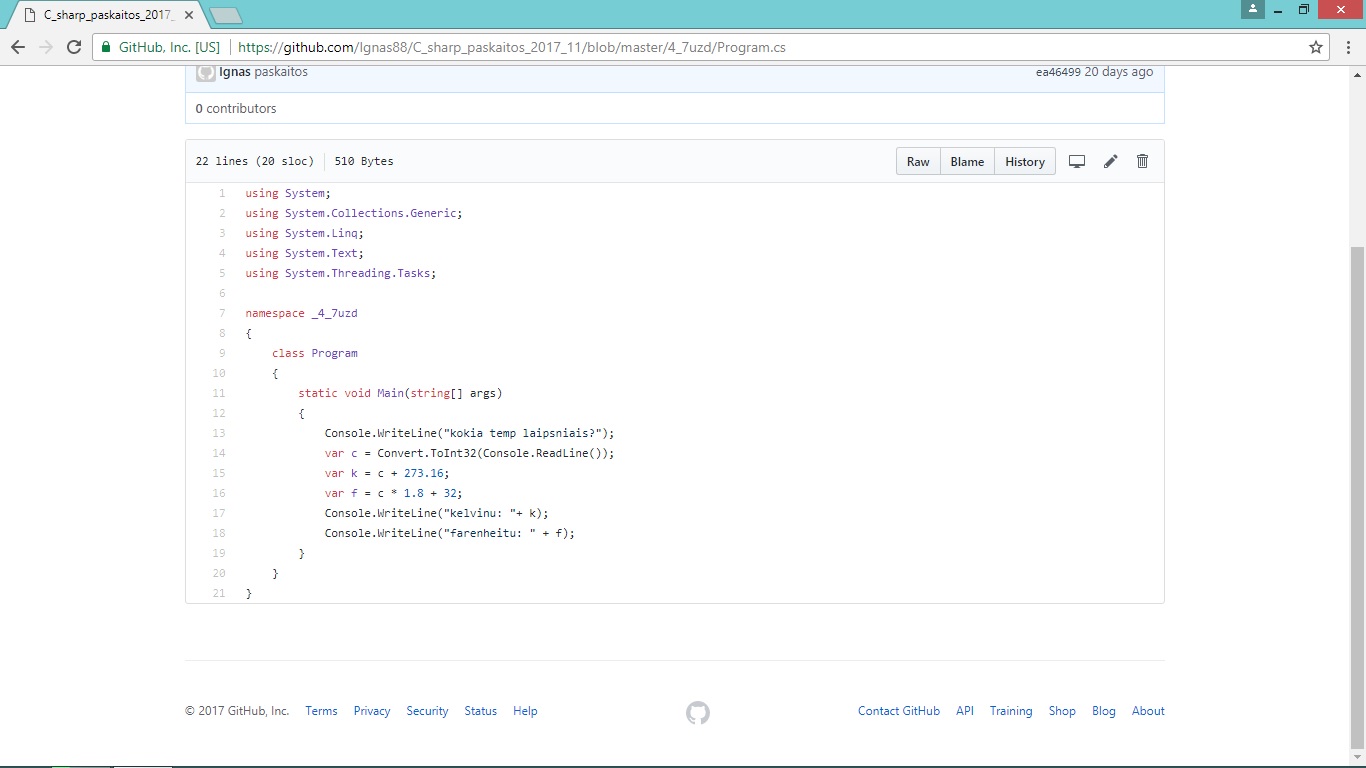 C_sharp_paskaitos_2017_
GitHub, Inc. [US] https://github.com/Ignas88/C_sharp_paskaitos_2017_11/blob/master/4_7uzd/Program.cs
Ignas paskaitos ea46499 20 days ago
0 contributors
22 lines (20 sloc) 510 Bytes Raw Blame History
1 using System;
2 using System.Collections.Generic;
3 using System.Linq;
4 using System.Text;
5 using System.Threading.Tasks;
6
7 namespace _4_7uzd
8 {
9     class Program
10     {
11         static void Main(string[] args)
12         {
13             Console.WriteLine("kokia temp laipsniais?");
14             var c = Convert.ToInt32(Console.ReadLine());
15             var k = c + 273.16;
16             var f = c * 1.8 + 32;
17             Console.WriteLine("kelvinu: "+ k);
18             Console.WriteLine("farenheitu: " + f);
19         }
20     }
21 }
© 2017 GitHub, Inc. Terms Privacy Security Status Help Contact GitHub API Training Shop Blog About